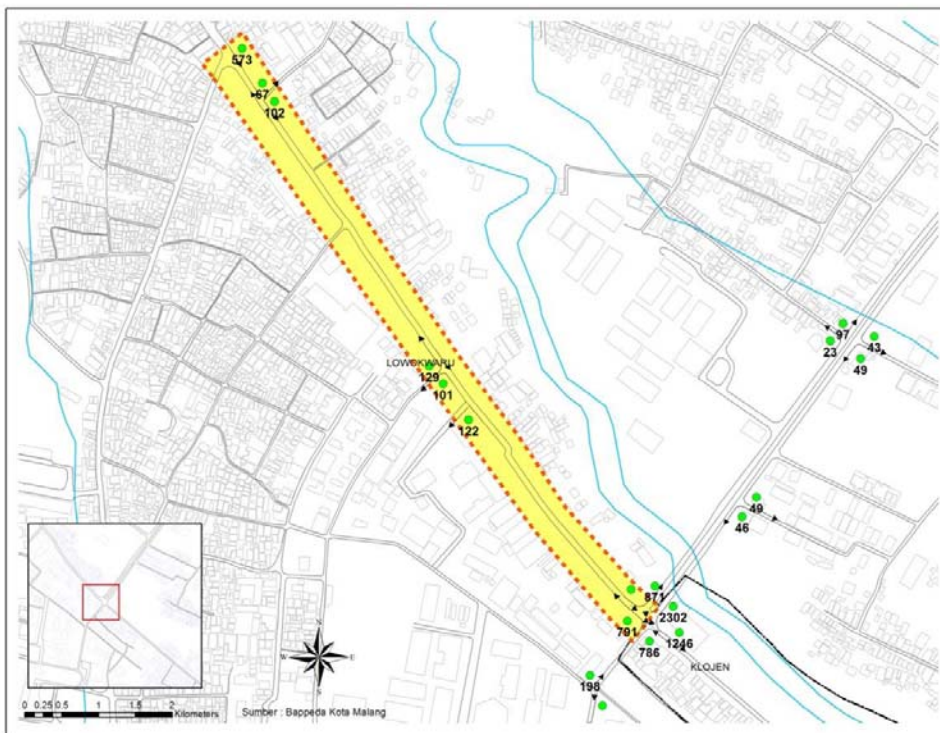 573
67
102
97
23
43
49
LOWOKWARU
129
101
122
49
46
871
2302
791
1246
786
KLOJEN
198
N
W
E
S
0 0.25 0.5 1 1.5 2
Kilometers
Sumber : Bappeda Kota Malang